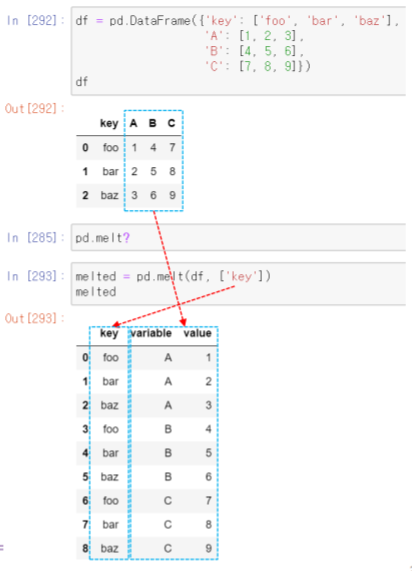 In [292]: df = pd.DataFrame({'key': ['foo', 'bar', 'baz'],
'A': [1, 2, 3],
'B': [4, 5, 6],
'C': [7, 8, 9]})
df
Out[292]:
key A B C
0 foo 1 4 7
1 bar 2 5 8
2 baz 3 6 9
In [285]: pd.melt?
In [293]: melted = pd.melt(df, ['key'])
melted
Out[293]:
key variable value
0 foo A 1
1 bar A 2
2 baz A 3
3 foo B 4
4 bar B 5
5 baz B 6
6 foo C 7
7 bar C 8
8 baz C 9